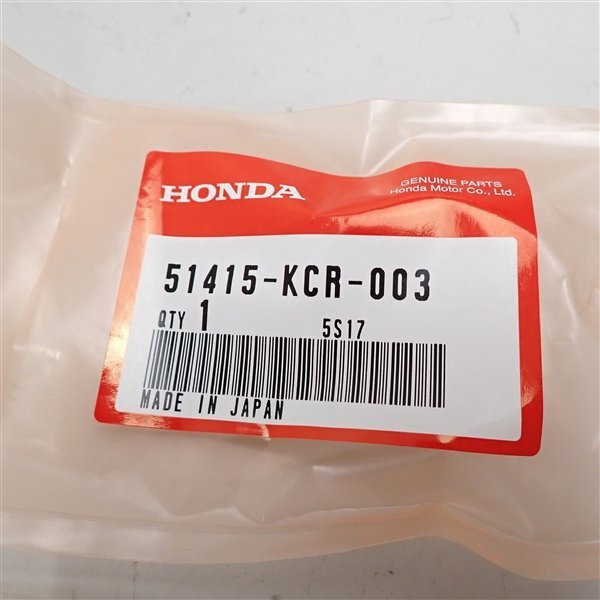 HONDA
GENUINE PARTS
Honda Motor Co., Ltd.
51415-KCR-003
QTY 1 5S17
MADE IN JAPAN